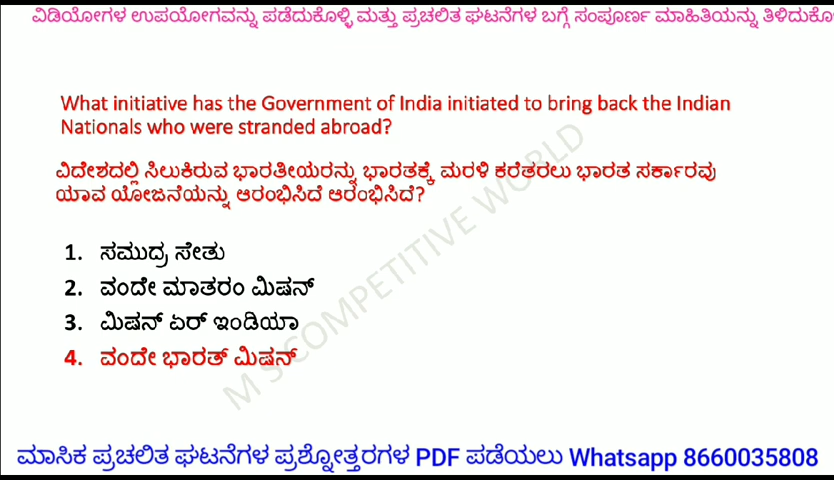 ವಿಡಿಯೋಗಳ ಉಪಯೋಗವನ್ನು ಪಡೆದುಕೊಳ್ಳಿ ಮತ್ತು ಪ್ರಚಲಿತ ಘಟನೆಗಳ ಬಗ್ಗೆ ಸಂಪೂರ್ಣ ಮಾಹಿತಿಯನ್ನು
What initiative has the Government of India initiated to bring back the Indian
Nationals who were stranded abroad?
ವಿದೇಶದಲ್ಲಿ ಸಿಲುಕಿರುವ ಭಾರತೀಯರನ್ನು ಭಾರತಕ್ಕೆ ಮರಳಿ ಕರೆತರಲು ಭಾರತ ಸರ್ಕಾರವು
ಯಾವ ಯೋಜನೆಯನ್ನು ಆರಂಭಿಸಿದೆ ಆರಂಭಿಸಿದೆ?
1. ಸಮುದ್ರ ಸೇತು
2. ವಂದೇ ಮಾತರಂ ಮಿಷನ್
3. ಮಿಷನ್ ಏರ್ ಇಂಡಿಯಾ
4. ವಂದೇ ಭಾರತ್ ಮಿಷನ್
M S COMPETITIVE WORLD
ಮಾಸಿಕ ಪ್ರಚಲಿತ ಘಟನೆಗಳ ಪ್ರಶ್ನೋತ್ತರಗಳ PDF ಪಡೆಯಲು Whatsapp 8660035808